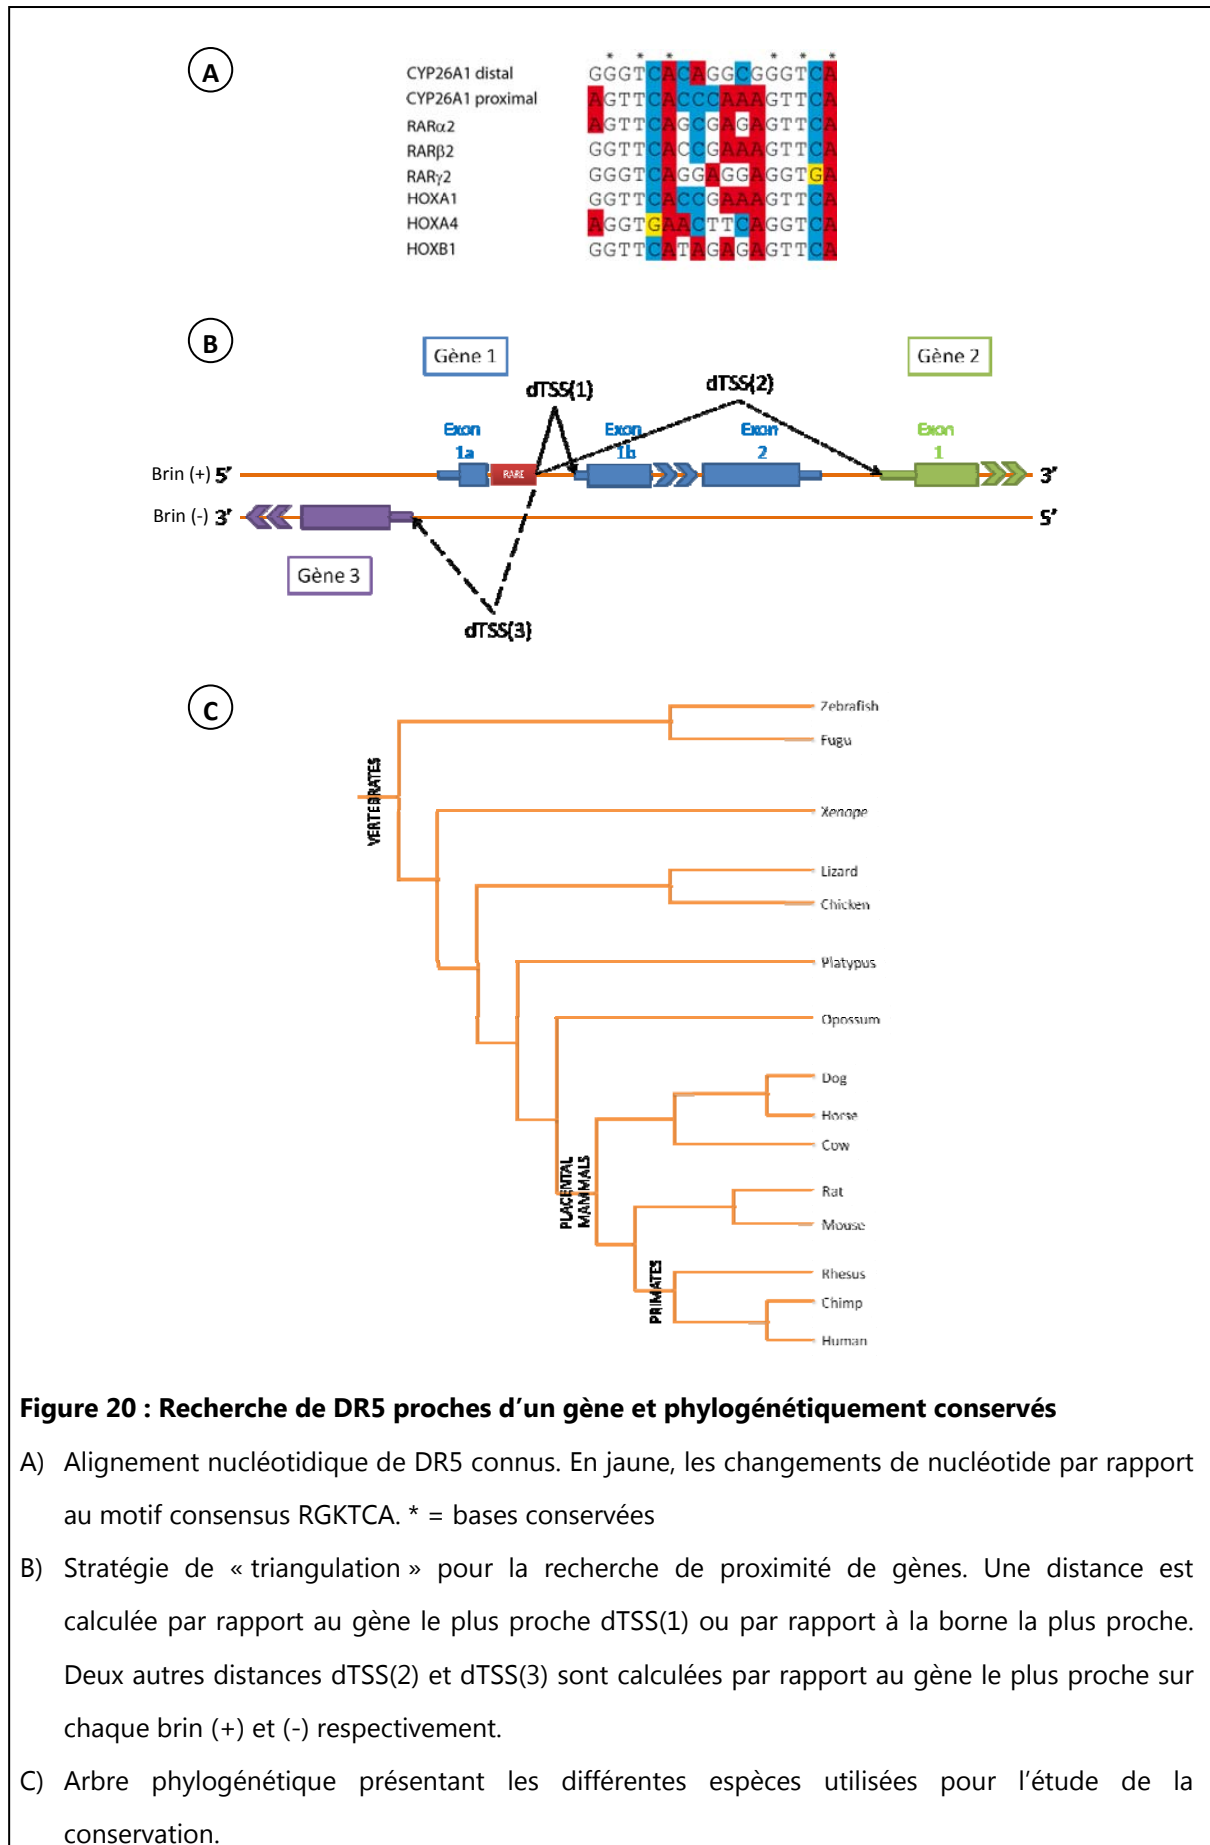 A
* * * * * *
CYP26A1 distal GGGTCACAGGCGGGTCA
CYP26A1 proximal AGTTCACCCAAAGTTCA
RARα2 AGTTCAGCGAGAGTTCA
RARβ2 GGTTCACCGAAAGTTCA
RARγ2 GGGTCAGGAGGAGGTGA
HOXA1 GGTTCACCGAAAGTTCA
HOXA4 AGGTGAACTTCAGGTCA
HOXB1 GGTTCATAGAGAGTTCA
B
Gène 1
Gène 2
dTSS(1)
dTSS(2)
Exon
1a
RARE
Exon
1b
Exon
2
Exon
1
Brin (+) 5’
3’
Brin (-) 3’
5’
Gène 3
dTSS(3)
C
VERTEBRATES
Zebrafish
Fugu
Xenope
Lizard
Chicken
Platypus
Opossum
PLACENTAL
MAMMALS
Dog
Horse
Cow
Rat
Mouse
PRIMATES
Rhesus
Chimp
Human
Figure 20 : Recherche de DR5 proches d’un gène et phylogénétiquement conservés
A) Alignement nucléotidique de DR5 connus. En jaune, les changements de nucléotide par rapport
au motif consensus RGKTCA. * = bases conservées
B) Stratégie de « triangulation » pour la recherche de proximité de gènes. Une distance est
calculée par rapport au gène le plus proche dTSS(1) ou par rapport à la borne la plus proche.
Deux autres distances dTSS(2) et dTSS(3) sont calculées par rapport au gène le plus proche sur
chaque brin (+) et (-) respectivement.
C) Arbre phylogénétique présentant les différentes espèces utilisées pour l’étude de la
conservation.